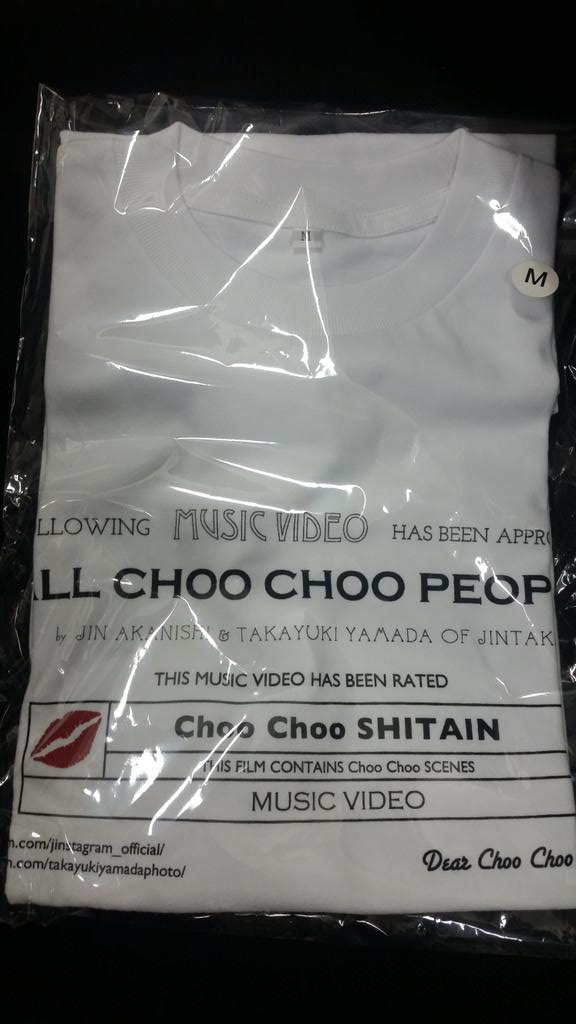 M
M
LLOWING MUSIC VIDEO HAS BEEN APPRO
ALL CHOO CHOO PEOP
by JIN AKANISHI & TAKAYUKI YAMADA OF JINTAK
THIS MUSIC VIDEO HAS BEEN RATED
Choo Choo SHITAIN
THIS FILM CONTAINS Choo Choo SCENES
MUSIC VIDEO
n.com/jinstagram_official/
n.com/takayukiyamadaphoto/
Dear Choo Choo